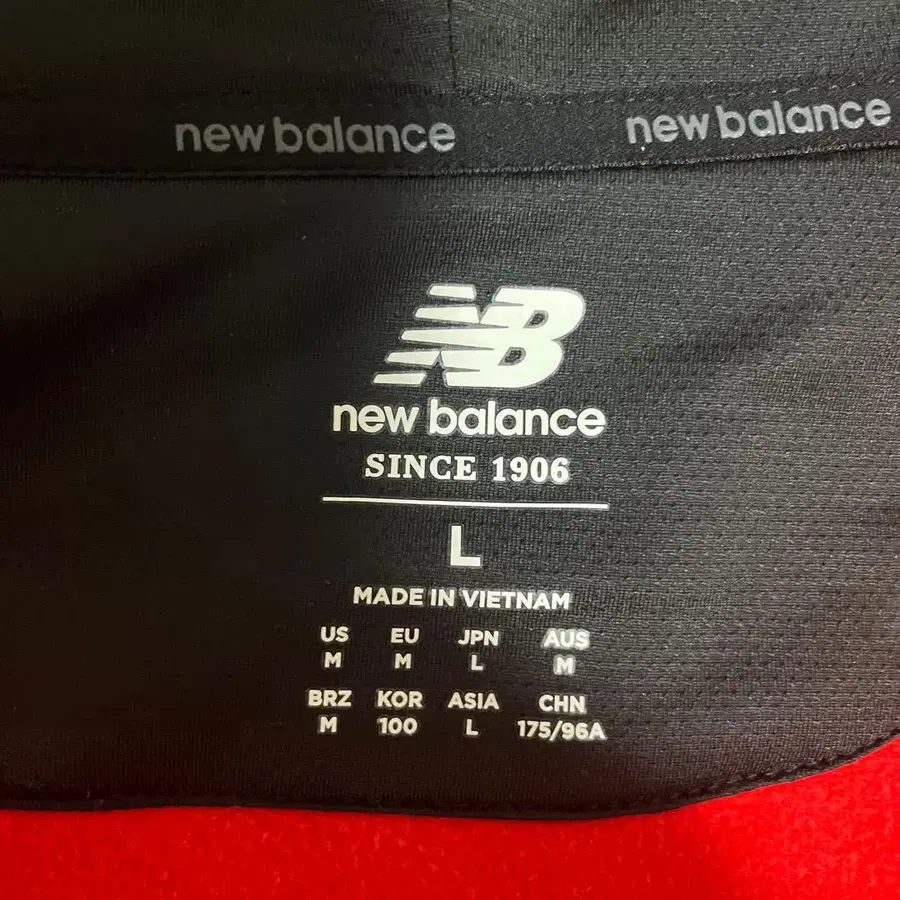 new balance new balance
NB
new balance
SINCE 1906
L
MADE IN VIETNAM
US EU JPN AUS
M M L M
BRZ KOR ASIA CHN
M 100 L 175/96A